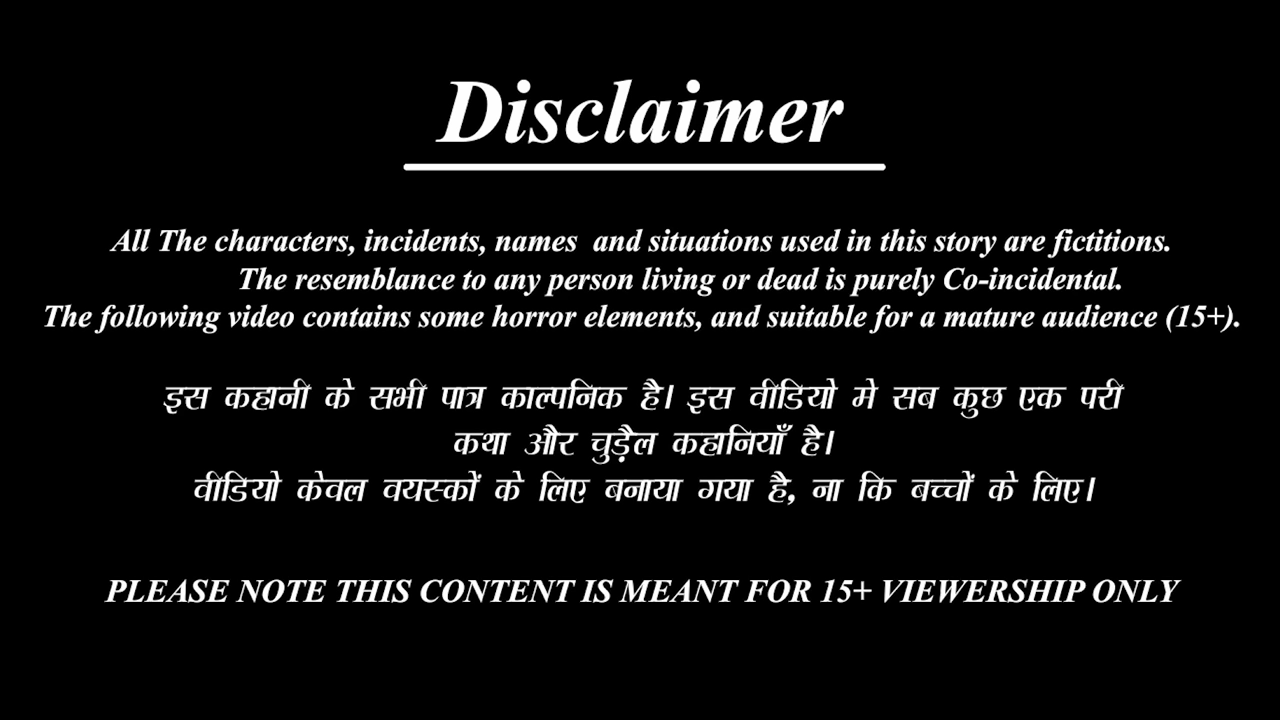 Disclaimer
All The characters, incidents, names and situations used in this story are fictitions.
The resemblance to any person living or dead is purely Co-incidental.
The following video contains some horror elements, and suitable for a mature audience (15+).
इस कहानी के सभी पात्र काल्पनिक है। इस वीडियो मे सब कुछ एक परी
कथा और चुड़ैल कहानियाँ है।
वीडियो केवल वयस्कों के लिए बनाया गया है, ना कि बच्चों के लिए।
PLEASE NOTE THIS CONTENT IS MEANT FOR 15+ VIEWERSHIP ONLY